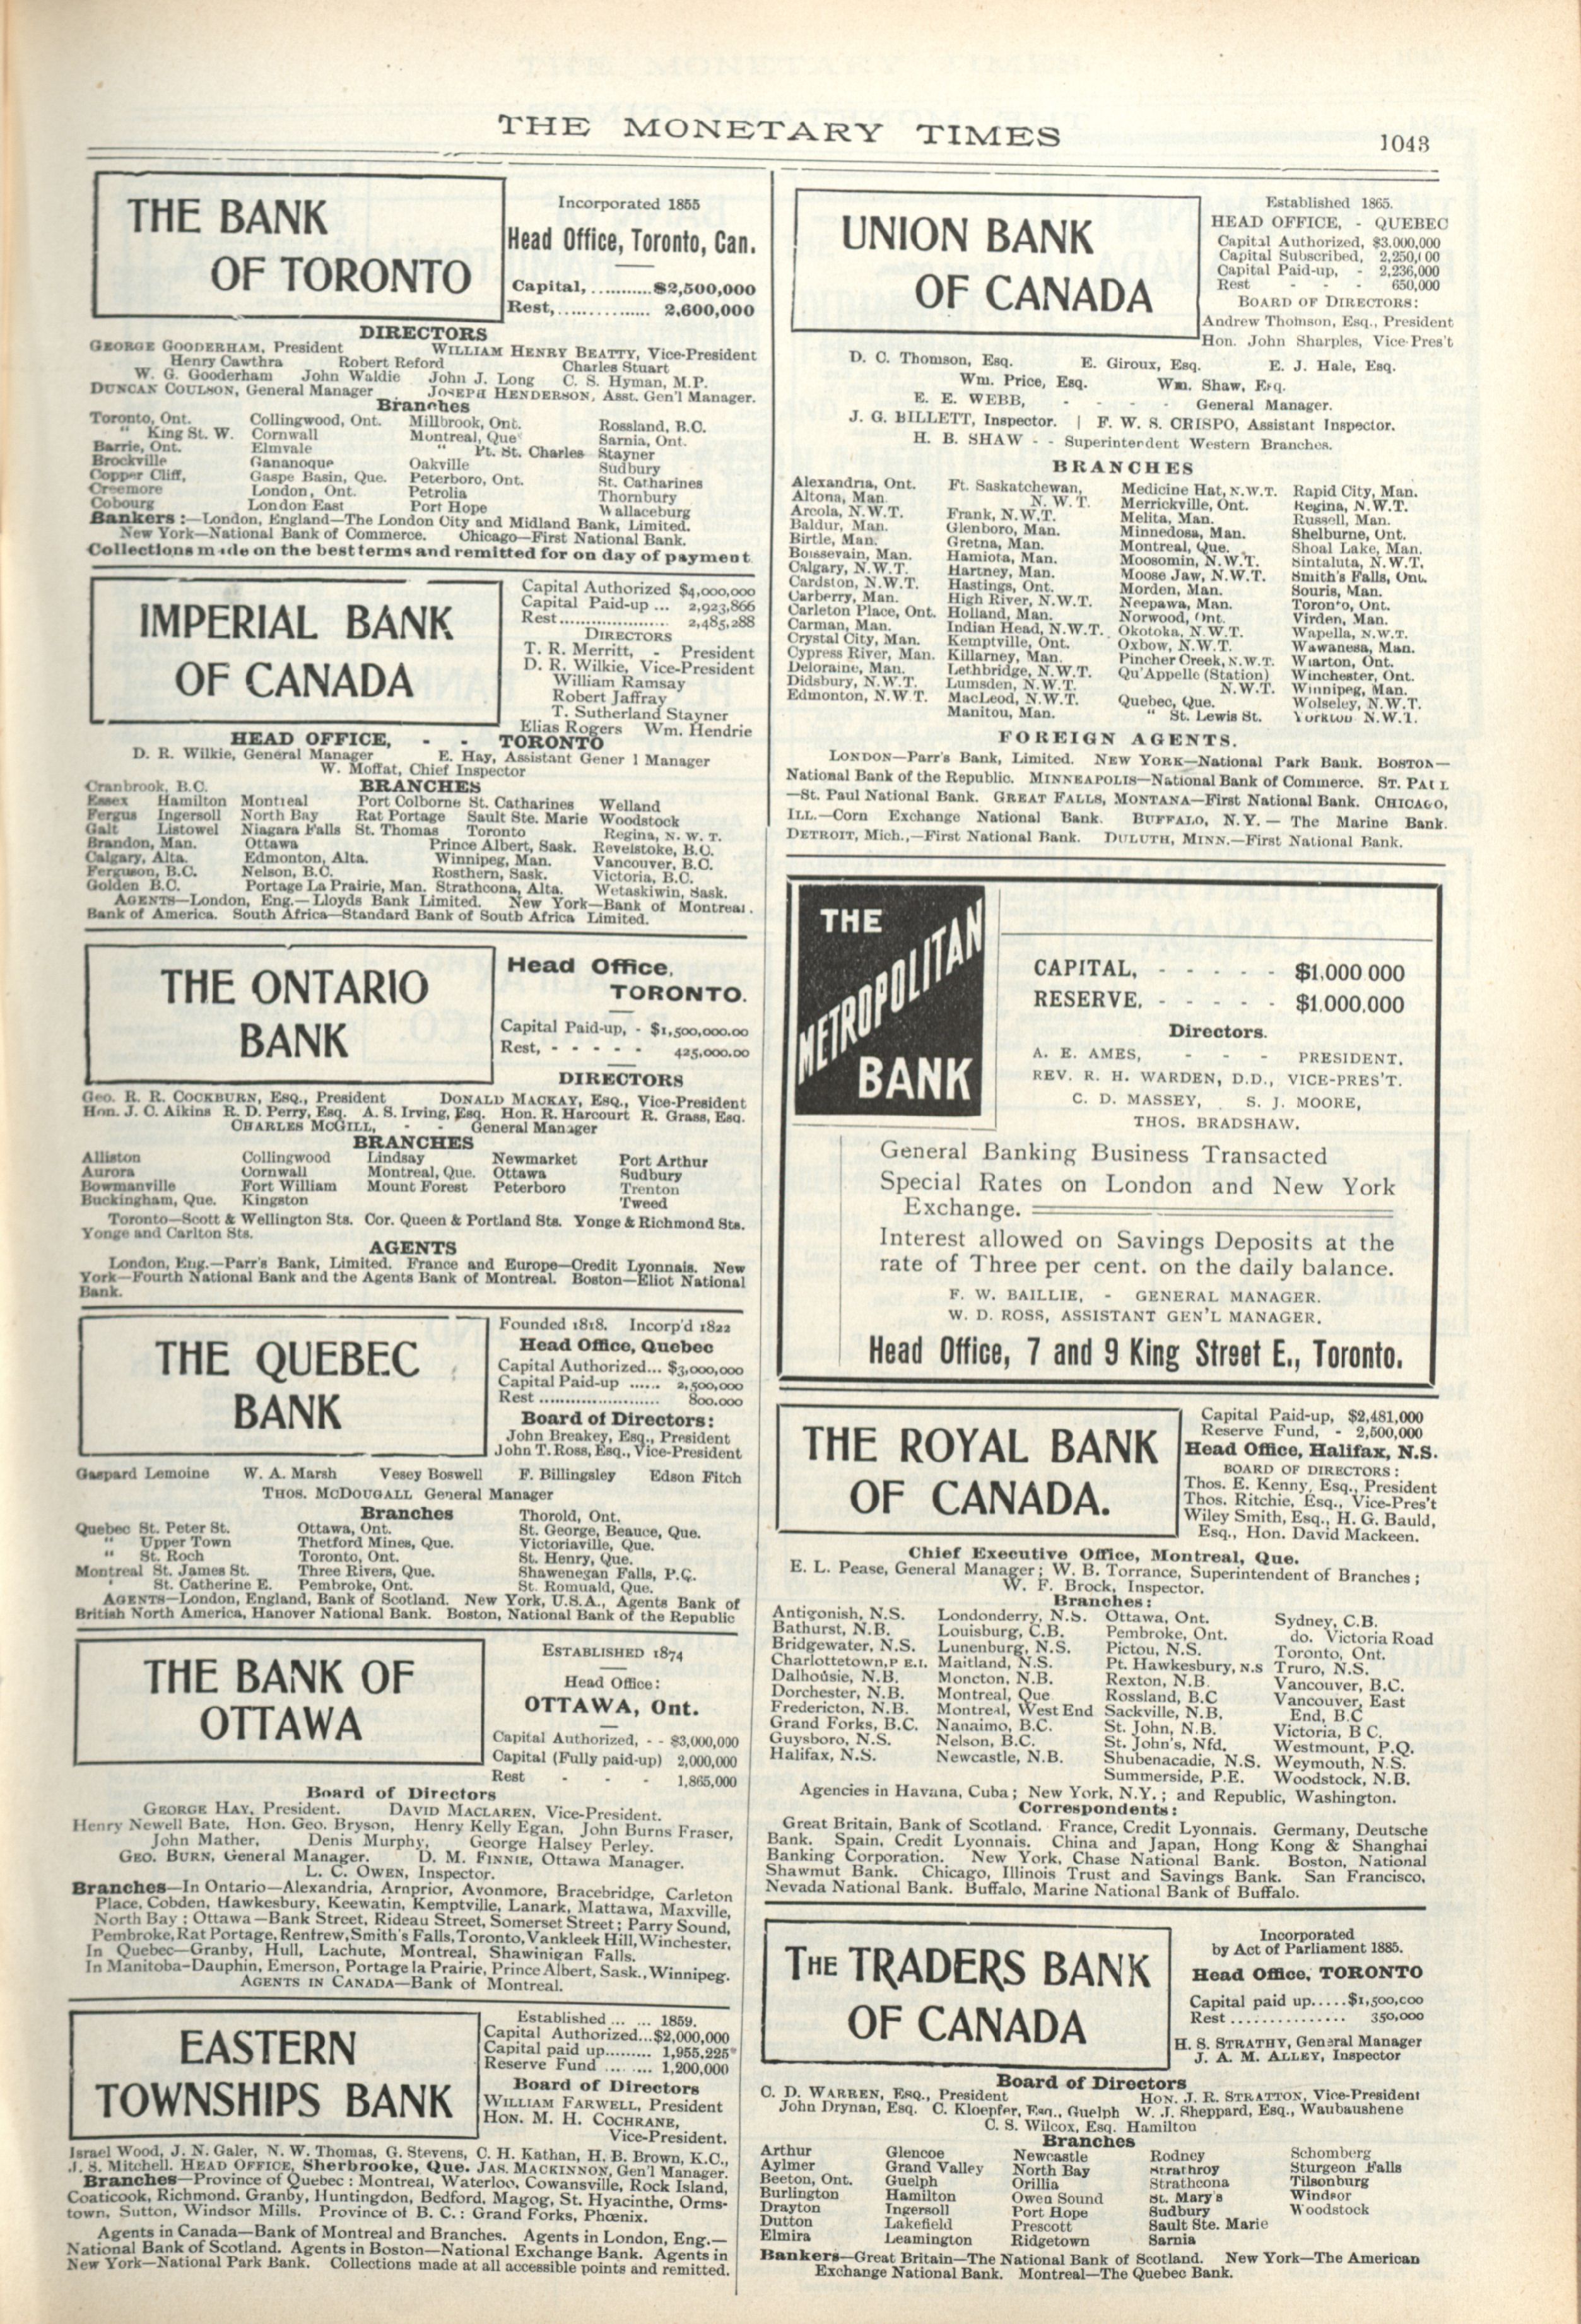 THE MONETARY TIMES
1043
THE BANK
OF TORONTO
Incorporated 1855
Head Office, Toronto, Can.
Capital, ........... $2,500,000
Rest, ............... 2,600,000
DIRECTORS
GEORGE GOODERHAM, President WILLIAM HENRY BEATTY, Vice-President
Henry Cawthra Robert Reford Charles Stuart
W. G. Gooderham John Waldie John J. Long C. S. Hyman, M.P.
DUNCAN COULSON, General Manager JOSEPH HENDERSON, Asst. Gen'l Manager.
Branches
Toronto, Ont. Collingwood, Ont. Millbrook, Ont. Rossland, B.C.
" King St. W. Cornwall Montreal, Que Sarnia, Ont.
Barrie, Ont. Elmvale " Pt. St. Charles Stayner
Brockville Gananoque Oakville Sudbury
Copper Cliff, Gaspe Basin, Que. Peterboro, Ont. St. Catharines
Creemore London, Ont. Petrolia Thornbury
Cobourg London East Port Hope Wallaceburg
Bankers :—London, England—The London City and Midland Bank, Limited.
New York—National Bank of Commerce. Chicago—First National Bank.
Collections made on the best terms and remitted for on day of payment
IMPERIAL BANK
OF CANADA
Capital Authorized $4,000,000
Capital Paid-up ... 2,923,866
Rest.................... 2,485,288
DIRECTORS
T. R. Merritt, - President
D. R. Wilkie, Vice-President
William Ramsay
Robert Jaffray
T. Sutherland Stayner
Elias Rogers Wm. Hendrie
HEAD OFFICE, - - TORONTO
D. R. Wilkie, General Manager E. Hay, Assistant Gener l Manager
W. Moffat, Chief Inspector
BRANCHES
Cranbrook, B.C.
Essex Hamilton Montreal Port Colborne St. Catharines Welland
Fergus Ingersoll North Bay Rat Portage Sault Ste. Marie Woodstock
Galt Listowel Niagara Falls St. Thomas Toronto Regina, N. W. T.
Brandon, Man. Ottawa Prince Albert, Sask. Revelstoke, B.C.
Calgary, Alta. Edmonton, Alta. Winnipeg, Man. Vancouver, B.C.
Ferguson, B.C. Nelson, B.C. Rosthern, Sask. Victoria, B.C.
Golden B.C. Portage La Prairie, Man. Strathcona, Alta. Wetaskiwin, Sask.
AGENTS—London, Eng.—Lloyds Bank Limited. New York—Bank of Montreal.
Bank of America. South Africa—Standard Bank of South Africa Limited.
THE ONTARIO
BANK
Head Office,
TORONTO.
Capital Paid-up, - $1,500,000.00
Rest, - - - - - 425,000.00
DIRECTORS
Geo. R. R. COCKBURN, Esq., President DONALD MACKAY, Esq., Vice-President
Hon. J. C. Aikins R. D. Perry, Esq. A. S. Irving, Esq. Hon. R. Harcourt R. Grass, Esq.
CHARLES MCGILL, - - General Manager
BRANCHES
Alliston Collingwood Lindsay Newmarket Port Arthur
Aurora Cornwall Montreal, Que. Ottawa Sudbury
Bowmanville Fort William Mount Forest Peterboro Trenton
Buckingham, Que. Kingston Tweed
Toronto—Scott & Wellington Sts. Cor. Queen & Portland Sts. Yonge & Richmond Sts.
Yonge and Carlton Sts.
AGENTS
London, Eng.—Parr's Bank, Limited. France and Europe—Credit Lyonnais. New
York—Fourth National Bank and the Agents Bank of Montreal. Boston—Eliot National
Bank.
THE QUEBEC
BANK
Founded 1818. Incorp'd 1822
Head Office, Quebec
Capital Authorized... $3,000,000
Capital Paid-up ...... 2,500,000
Rest ....................... 800,000
Board of Directors:
John Breakey, Esq., President
John T. Ross, Esq., Vice-President
Gaspard Lemoine W. A. Marsh Vesey Boswell F. Billingsley Edson Fitch
THOS. MCDOUGALL General Manager
Branches Thorold, Ont.
Quebec St. Peter St. Ottawa, Ont. St. George, Beauce, Que.
" Upper Town Thetford Mines, Que. Victoriaville, Que.
" St. Roch Toronto, Ont. St. Henry, Que.
Montreal St. James St. Three Rivers, Que. Shawenegan Falls, P.Q.
St. Catherine E. Pembroke, Ont. St. Romuald, Que.
AGENTS—London, England, Bank of Scotland. New York, U.S.A., Agents Bank of
British North America, Hanover National Bank. Boston, National Bank of the Republic
THE BANK OF
OTTAWA
ESTABLISHED 1874
Head Office:
OTTAWA, Ont.
Capital Authorized, - - $3,000,000
Capital (Fully paid-up) 2,000,000
Rest - - - 1,865,000
Board of Directors
GEORGE HAY, President. DAVID MACLAREN, Vice-President.
Henry Newell Bate, Hon. Geo. Bryson, Henry Kelly Egan, John Burns Fraser,
John Mather, Denis Murphy, George Halsey Perley.
GEO. BURN, General Manager. D. M. FINNIE, Ottawa Manager.
L. C. OWEN, Inspector.
Branches—In Ontario—Alexandria, Arnprior, Avonmore, Bracebridge, Carleton
Place, Cobden, Hawkesbury, Keewatin, Kemptville, Lanark, Mattawa, Maxville,
North Bay ; Ottawa—Bank Street, Rideau Street, Somerset Street; Parry Sound,
Pembroke, Rat Portage, Renfrew, Smith's Falls, Toronto, Vankleek Hill, Winchester,
In Quebec—Granby, Hull, Lachute, Montreal, Shawinigan Falls.
In Manitoba—Dauphin, Emerson, Portage la Prairie, Prince Albert, Sask., Winnipeg.
AGENTS IN CANADA—Bank of Montreal.
EASTERN
TOWNSHIPS BANK
Established ... ... 1859.
Capital Authorized...$2,000,000
Capital paid up......... 1,955,225
Reserve Fund ... ... ... 1,200,000
Board of Directors
WILLIAM FARWELL, President
HON. M. H. COCHRANE,
Vice-President.
Israel Wood, J. N. Galer, N. W. Thomas, G. Stevens, C. H. Kathan, H. B. Brown, K.C.,
J. S. Mitchell. HEAD OFFICE, Sherbrooke, Que. JAS. MACKINNON, Gen'l Manager.
Branches—Province of Quebec : Montreal, Waterloo, Cowansville, Rock Island,
Coaticook, Richmond, Granby, Huntingdon, Bedford, Magog, St. Hyacinthe, Orms-
town, Sutton, Windsor Mills. Province of B. C. : Grand Forks, Phœnix.
Agents in Canada—Bank of Montreal and Branches. Agents in London, Eng.—
National Bank of Scotland. Agents in Boston—National Exchange Bank. Agents in
New York—National Park Bank. Collections made at all accessible points and remitted.
UNION BANK
OF CANADA
Established 1865.
HEAD OFFICE, - QUEBEC
Capital Authorized, $3,000,000
Capital Subscribed, 2,250,000
Capital Paid-up, - 2,236,000
Rest - - - 650,000
BOARD OF DIRECTORS:
Andrew Thomson, Esq., President
Hon. John Sharples, Vice-Pres't
D. C. Thomson, Esq. E. Giroux, Esq. E. J. Hale, Esq.
Wm. Price, Esq. Wm. Shaw, Esq.
E. E. WEBB, - - - - General Manager.
J. G. BILLETT, Inspector. | F. W. S. CRISPO, Assistant Inspector.
H. B. SHAW - - Superintendent Western Branches.
BRANCHES
Alexandria, Ont. Ft. Saskatchewan, Medicine Hat, N.W.T. Rapid City, Man.
Altona, Man. N. W. T. Merrickville, Ont. Regina, N.W.T.
Arcola, N.W.T. Frank, N.W.T. Melita, Man. Russell, Man.
Baldur, Man. Glenboro, Man. Minnedosa, Man. Shelburne, Ont.
Birtle, Man. Gretna, Man. Montreal, Que. Shoal Lake, Man.
Boissevain, Man. Hamiota, Man. Moosomin, N.W.T. Sintaluta, N.W.T.
Calgary, N.W.T. Hartney, Man. Moose Jaw, N.W.T. Smith's Falls, Ont.
Cardston, N.W.T. Hastings, Ont. Morden, Man. Souris, Man.
Carberry, Man. High River, N.W.T. Neepawa, Man. Toronto, Ont.
Carleton Place, Ont. Holland, Man. Norwood, Ont. Virden, Man.
Carman, Man. Indian Head, N.W.T. Okotoka, N.W.T. Wapella, N.W.T.
Crystal City, Man. Kemptville, Ont. Oxbow, N.W.T. Wawanesa, Man.
Cypress River, Man. Killarney, Man. Pincher Creek, N.W.T. Wiarton, Ont.
Deloraine, Man. Lethbridge, N.W.T. Qu'Appelle (Station) Winchester, Ont.
Didsbury, N.W.T. Lumsden, N.W.T. N.W.T. Winnipeg, Man.
Edmonton, N.W.T. MacLeod, N.W.T. Quebec, Que. Wolseley, N.W.T.
Manitou, Man. " St. Lewis St. Yorkton N.W.T.
FOREIGN AGENTS.
LONDON—Parr's Bank, Limited. NEW YORK—National Park Bank. BOSTON—
National Bank of the Republic. MINNEAPOLIS—National Bank of Commerce. ST. PAUL
—St. Paul National Bank. GREAT FALLS, MONTANA—First National Bank. CHICAGO,
ILL.—Corn Exchange National Bank. BUFFALO, N.Y. — The Marine Bank.
DETROIT, Mich.,—First National Bank. DULUTH, MINN.—First National Bank.
THE
METROPOLITAN
BANK
CAPITAL, - - - - - $1,000 000
RESERVE, - - - - - $1,000,000
Directors.
A. E. AMES, - - - PRESIDENT.
REV. R. H. WARDEN, D.D., VICE-PRES'T.
C. D. MASSEY, S. J. MOORE,
THOS. BRADSHAW.
General Banking Business Transacted
Special Rates on London and New York
Exchange.
Interest allowed on Savings Deposits at the
rate of Three per cent. on the daily balance.
F. W. BAILLIE, - GENERAL MANAGER.
W. D. ROSS, ASSISTANT GEN'L MANAGER.
Head Office, 7 and 9 King Street E., Toronto.
THE ROYAL BANK
OF CANADA.
Capital Paid-up, $2,481,000
Reserve Fund, - 2,500,000
Head Office, Halifax, N.S.
BOARD OF DIRECTORS :
Thos. E. Kenny, Esq., President
Thos. Ritchie, Esq., Vice-Pres't
Wiley Smith, Esq., H. G. Bauld,
Esq., Hon. David Mackeen.
Chief Executive Office, Montreal, Que.
E. L. Pease, General Manager ; W. B. Torrance, Superintendent of Branches ;
W. F. Brock, Inspector.
Branches :
Antigonish, N.S. Londonderry, N.S. Ottawa, Ont. Sydney, C.B.
Bathurst, N.B. Louisburg, C.B. Pembroke, Ont. do. Victoria Road
Bridgewater, N.S. Lunenburg, N.S. Pictou, N.S. Toronto, Ont.
Charlottetown, P E.I. Maitland, N.S. Pt. Hawkesbury, N.S Truro, N.S.
Dalhousie, N.B. Moncton, N.B. Rexton, N.B. Vancouver, B.C.
Dorchester, N.B. Montreal, Que Rossland, B.C Vancouver, East
Fredericton, N.B. Montreal, West End Sackville, N.B. End, B.C
Grand Forks, B.C. Nanaimo, B.C. St. John, N.B. Victoria, B C.
Guysboro, N.S. Nelson, B.C. St. John's, Nfd. Westmount, P.Q.
Halifax, N.S. Newcastle, N.B. Shubenacadie, N.S. Weymouth, N.S.
Summerside, P.E. Woodstock, N.B.
Agencies in Havana, Cuba ; New York, N.Y. ; and Republic, Washington.
Correspondents :
Great Britain, Bank of Scotland. France, Credit Lyonnais. Germany, Deutsche
Bank. Spain, Credit Lyonnais. China and Japan, Hong Kong & Shanghai
Banking Corporation. New York, Chase National Bank. Boston, National
Shawmut Bank. Chicago, Illinois Trust and Savings Bank. San Francisco,
Nevada National Bank. Buffalo, Marine National Bank of Buffalo.
THE TRADERS BANK
OF CANADA
Incorporated
by Act of Parliament 1885.
Head Office, TORONTO
Capital paid up.....$1,500,000
Rest ............... 350,000
H. S. STRATHY, General Manager
J. A. M. ALLEY, Inspector
Board of Directors
C. D. WARREN, ESQ., President HON. J. R. STRATTON, Vice-President
John Drynan, Esq. C. Kloepfer, Esq., Guelph W. J. Sheppard, Esq., Waubaushene
C. S. Wilcox, Esq. Hamilton
Branches
Arthur Glencoe Newcastle Rodney Schomberg
Aylmer Grand Valley North Bay Strathroy Sturgeon Falls
Beeton, Ont. Guelph Orillia Strathcona Tilsonburg
Burlington Hamilton Owen Sound St. Mary's Windsor
Drayton Ingersoll Port Hope Sudbury Woodstock
Dutton Lakefield Prescott Sault Ste. Marie
Elmira Leamington Ridgetown Sarnia
Bankers—Great Britain—The National Bank of Scotland. New York—The American
Exchange National Bank. Montreal—The Quebec Bank.